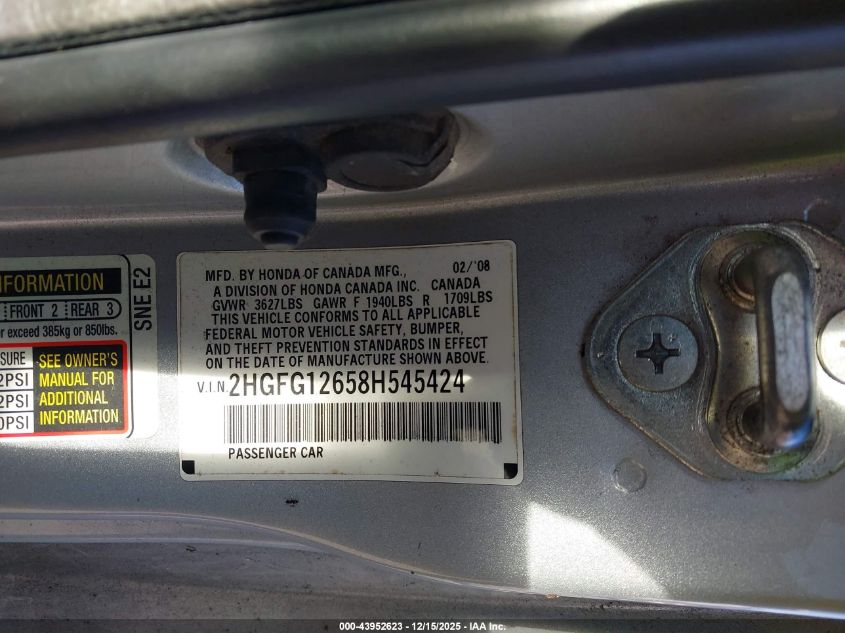 NFORMATION
FRONT 2 REAR 3
er exceed 385kg or 850lbs.
SURE SEE OWNER'S
2PSI MANUAL FOR
2PSI ADDITIONAL
0PSI INFORMATION
SNE E2
MFD. BY HONDA OF CANADA MFG., 02/'08
A DIVISION OF HONDA CANADA INC. CANADA
GVWR 3627LBS GAWR F 1940LBS R 1709LBS
THIS VEHICLE CONFORMS TO ALL APPLICABLE
FEDERAL MOTOR VEHICLE SAFETY, BUMPER,
AND THEFT PREVENTION STANDARDS IN EFFECT
ON THE DATE OF MANUFACTURE SHOWN ABOVE.
V.I.N. 2HGFG12658H545424
PASSENGER CAR
000-43952623 - 12/15/2025 - IAA Inc.